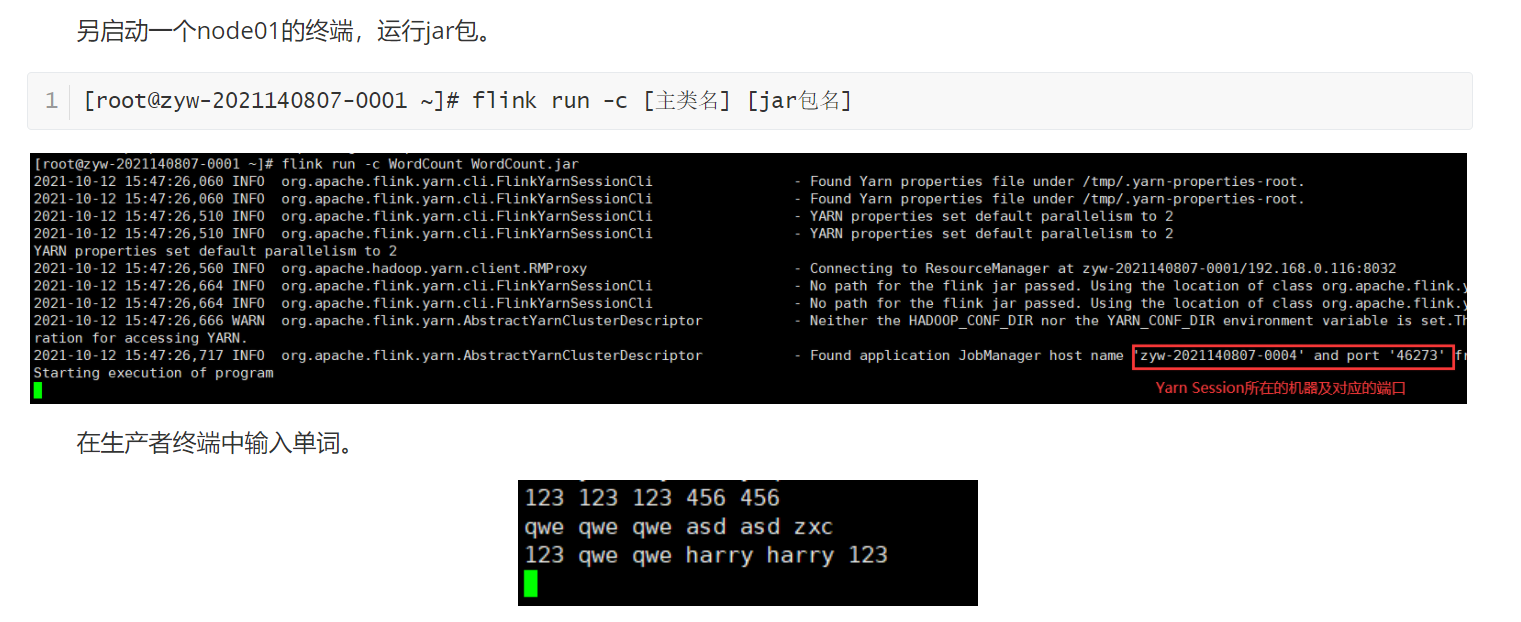 另启动一个node01的终端，运行jar包。
1 [root@zyw-2021140807-0001 ~]# flink run -c [主类名] [jar包名]
[root@zyw-2021140807-0001 ~]# flink run -c WordCount WordCount.jar
2021-10-12 15:47:26,060 INFO org.apache.flink.yarn.cli.FlinkYarnSessionCli - Found Yarn properties file under /tmp/.yarn-properties-root.
2021-10-12 15:47:26,060 INFO org.apache.flink.yarn.cli.FlinkYarnSessionCli - Found Yarn properties file under /tmp/.yarn-properties-root.
2021-10-12 15:47:26,510 INFO org.apache.flink.yarn.cli.FlinkYarnSessionCli - YARN properties set default parallelism to 2
2021-10-12 15:47:26,510 INFO org.apache.flink.yarn.cli.FlinkYarnSessionCli - YARN properties set default parallelism to 2
YARN properties set default parallelism to 2
2021-10-12 15:47:26,560 INFO org.apache.hadoop.yarn.client.RMProxy - Connecting to ResourceManager at zyw-2021140807-0001/192.168.0.116:8032
2021-10-12 15:47:26,664 INFO org.apache.flink.yarn.cli.FlinkYarnSessionCli - No path for the flink jar passed. Using the location of class org.apache.flink.y
2021-10-12 15:47:26,664 INFO org.apache.flink.yarn.cli.FlinkYarnSessionCli - No path for the flink jar passed. Using the location of class org.apache.flink.y
2021-10-12 15:47:26,666 WARN org.apache.flink.yarn.AbstractYarnClusterDescriptor - Neither the HADOOP_CONF_DIR nor the YARN_CONF_DIR environment variable is set.Th
ration for accessing YARN.
2021-10-12 15:47:26,717 INFO org.apache.flink.yarn.AbstractYarnClusterDescriptor - Found application JobManager host name 'zyw-2021140807-0004' and port '46273' fr
Starting execution of program
Yarn Session所在的机器及对应的端口
在生产者终端中输入单词。
123 123 123 456 456
qwe qwe qwe asd asd zxc
123 qwe qwe harry harry 123